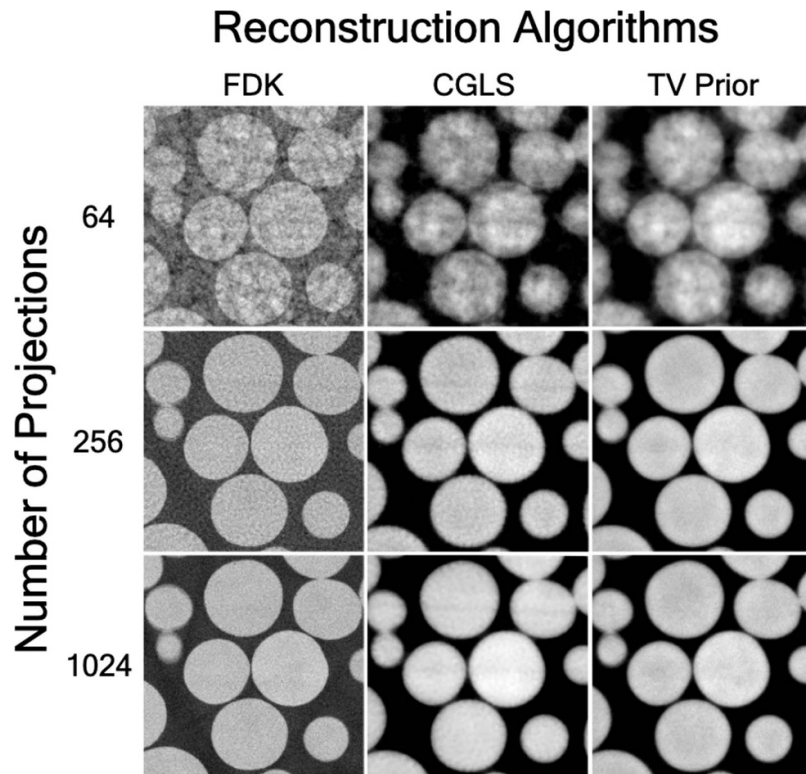 Reconstruction Algorithms
FDK CGLS TV Prior
Number of Projections
64
256
1024